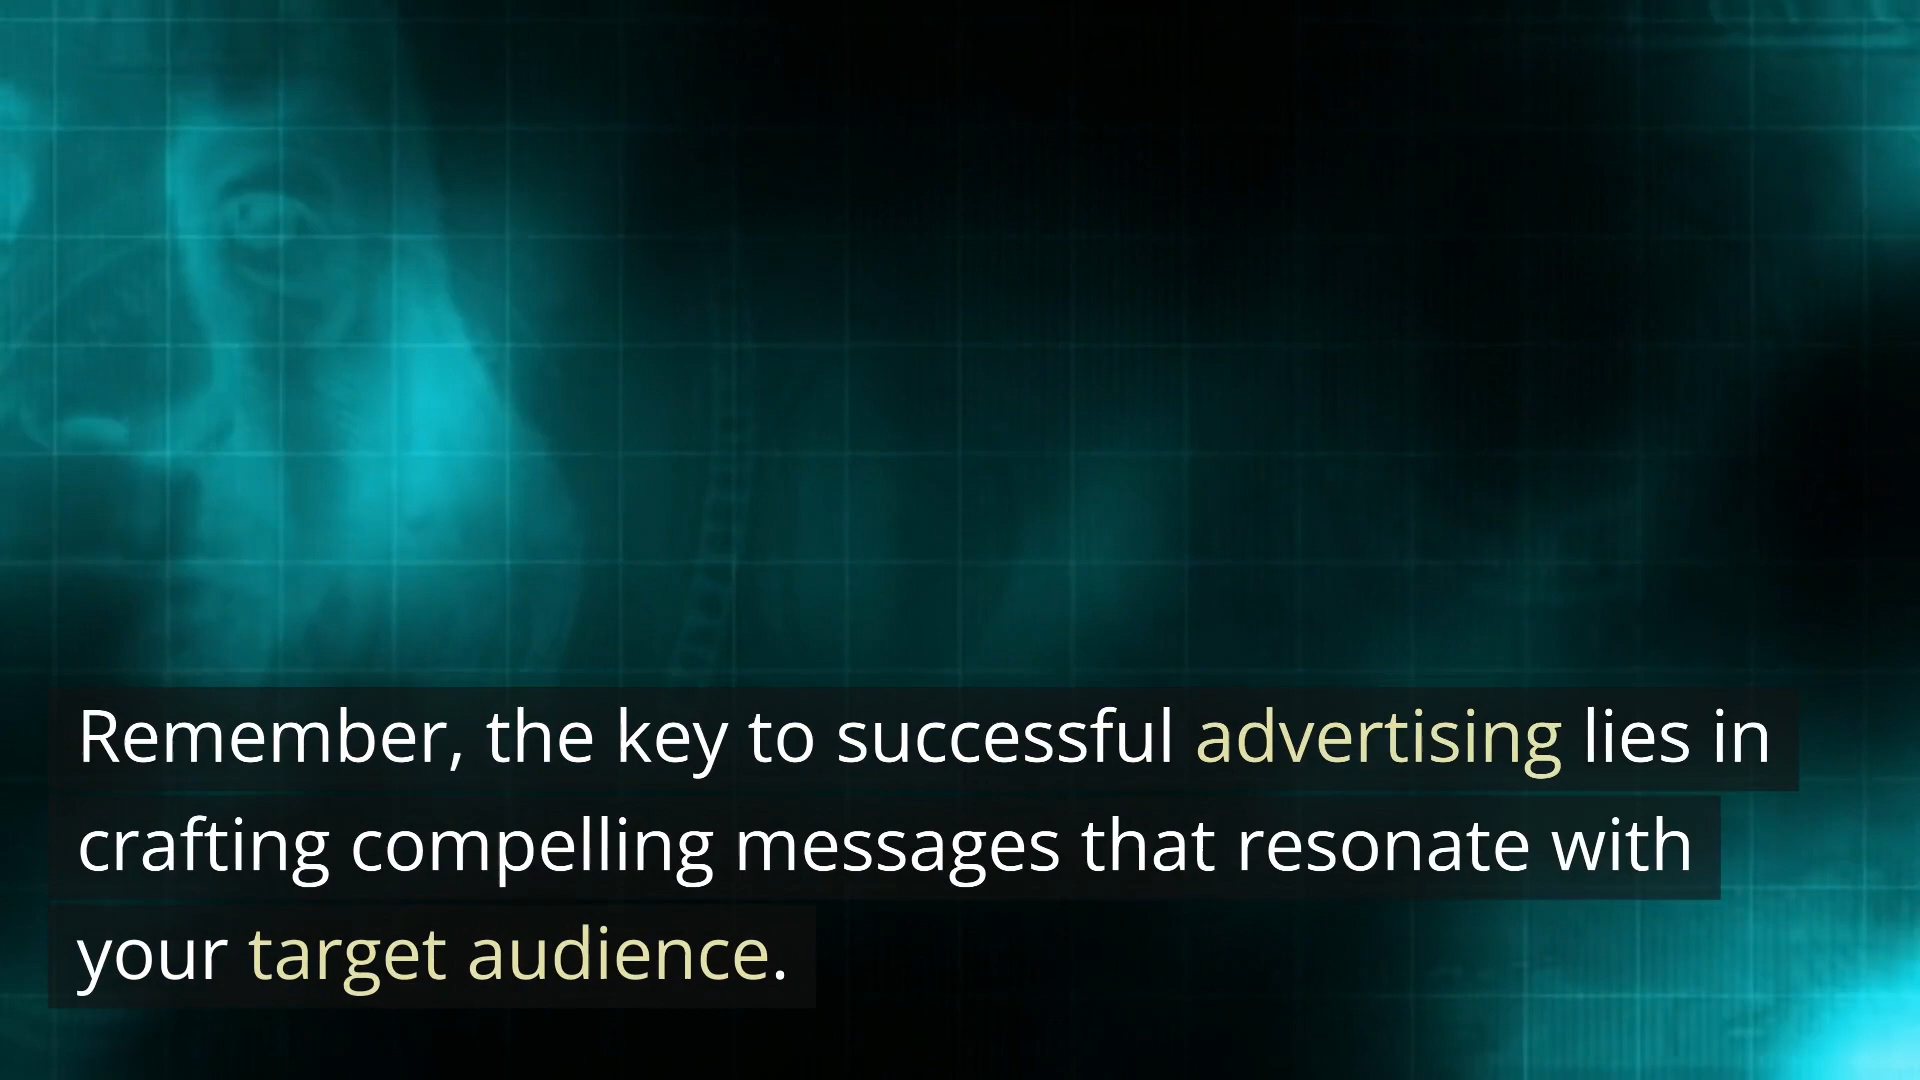 Remember, the key to successful advertising lies in
crafting compelling messages that resonate with
your target audience.